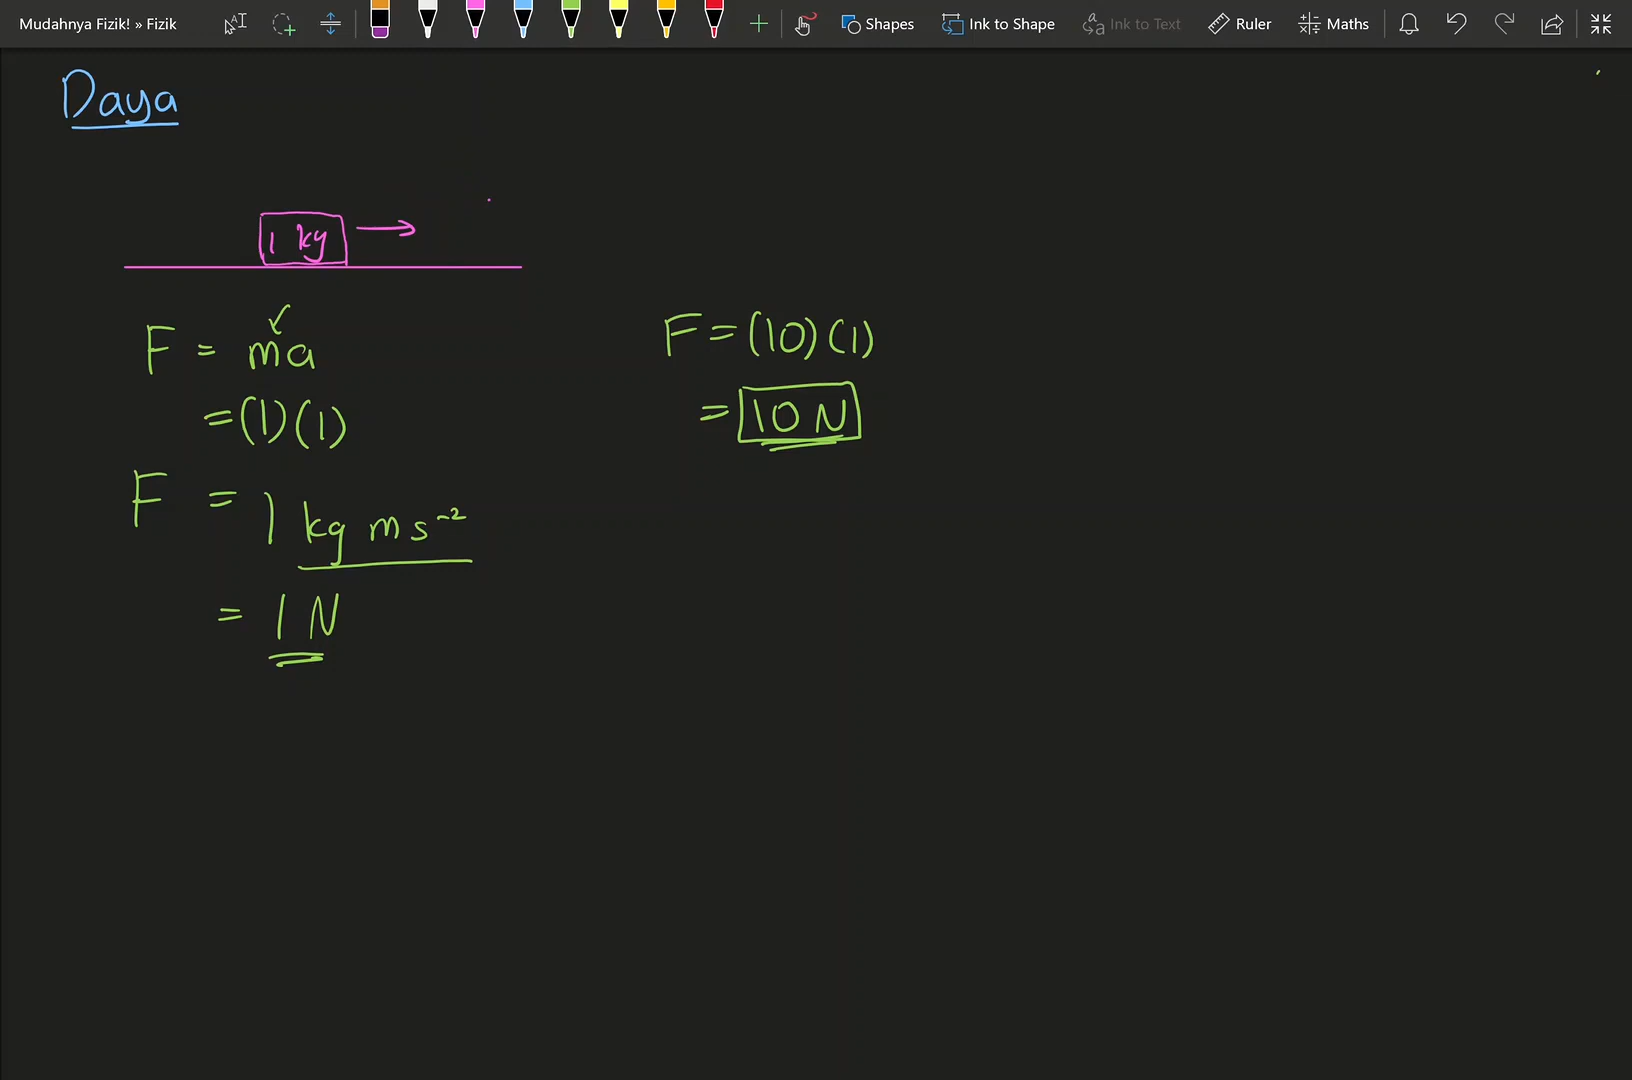 Mudahnya Fizik! » Fizik
Shapes
Ink to Shape
Ink to Text
Ruler
Maths
Daya
1 kg
F = ma
= (1)(1)
F = 1 kg m s⁻²
= 1 N
F = (10)(1)
= 10 N